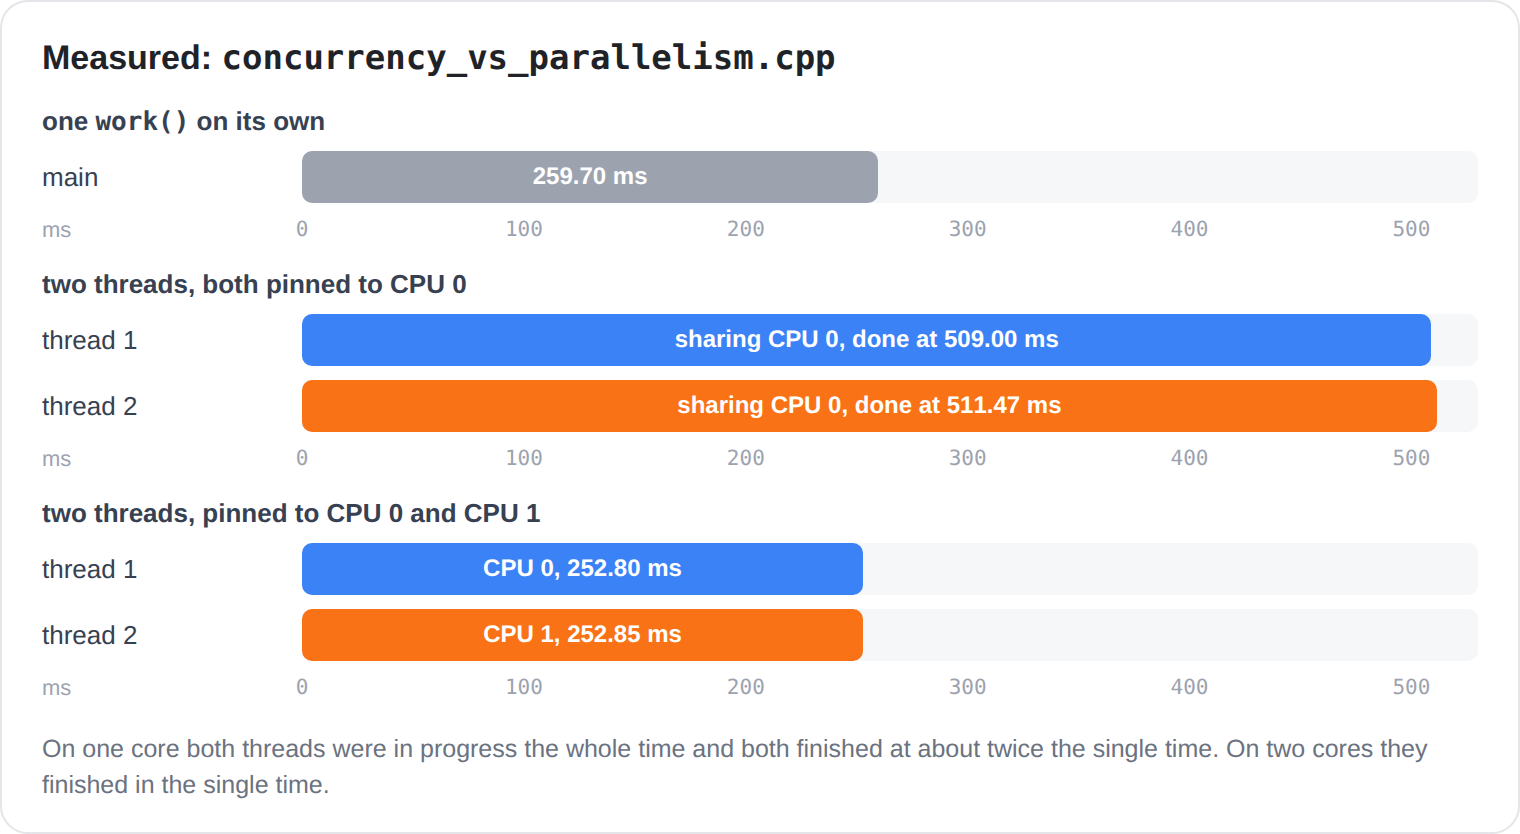 Measured: concurrency_vs_parallelism.cpp
one work() on its own
main 259.70 ms
ms 0 100 200 300 400 500
two threads, both pinned to CPU 0
thread 1 sharing CPU 0, done at 509.00 ms
thread 2 sharing CPU 0, done at 511.47 ms
ms 0 100 200 300 400 500
two threads, pinned to CPU 0 and CPU 1
thread 1 CPU 0, 252.80 ms
thread 2 CPU 1, 252.85 ms
ms 0 100 200 300 400 500
On one core both threads were in progress the whole time and both finished at about twice the single time. On two cores they
finished in the single time.